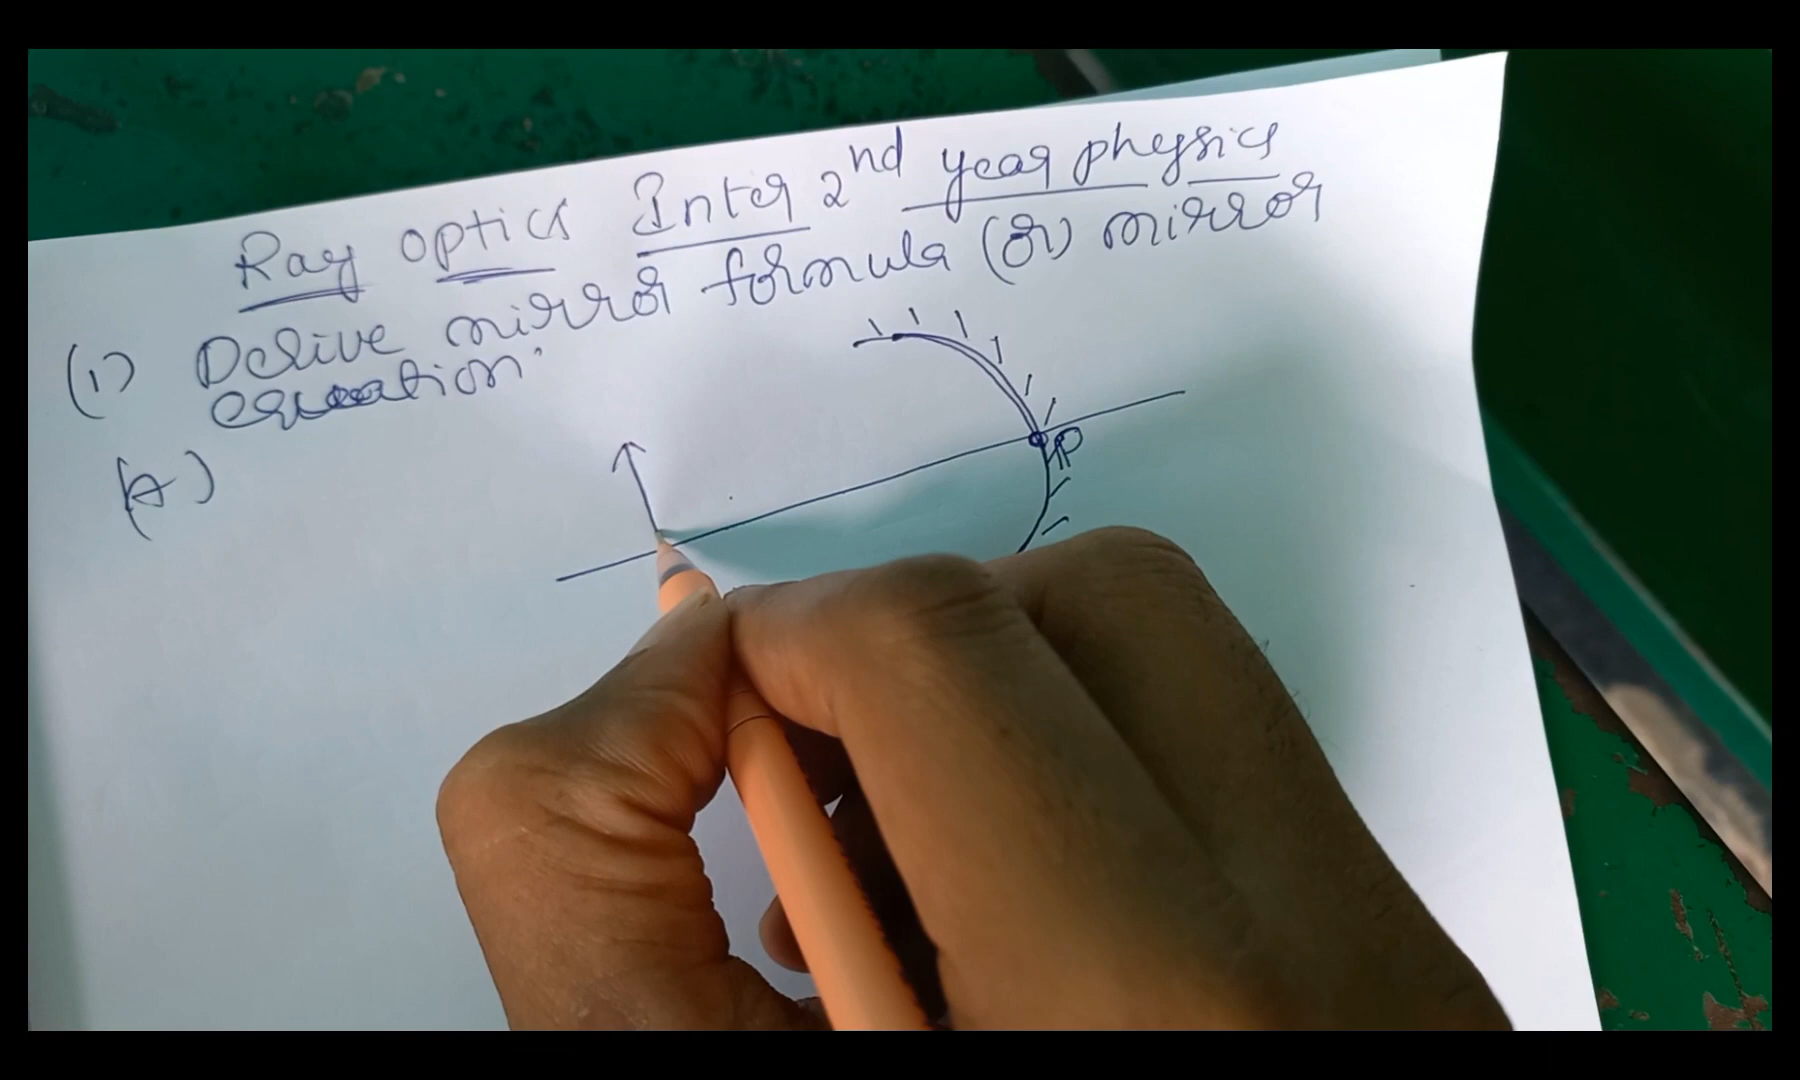 Ray optics Inter 2nd year physics
(1) Derive mirror formula (or) mirror
equation.
(A)
P